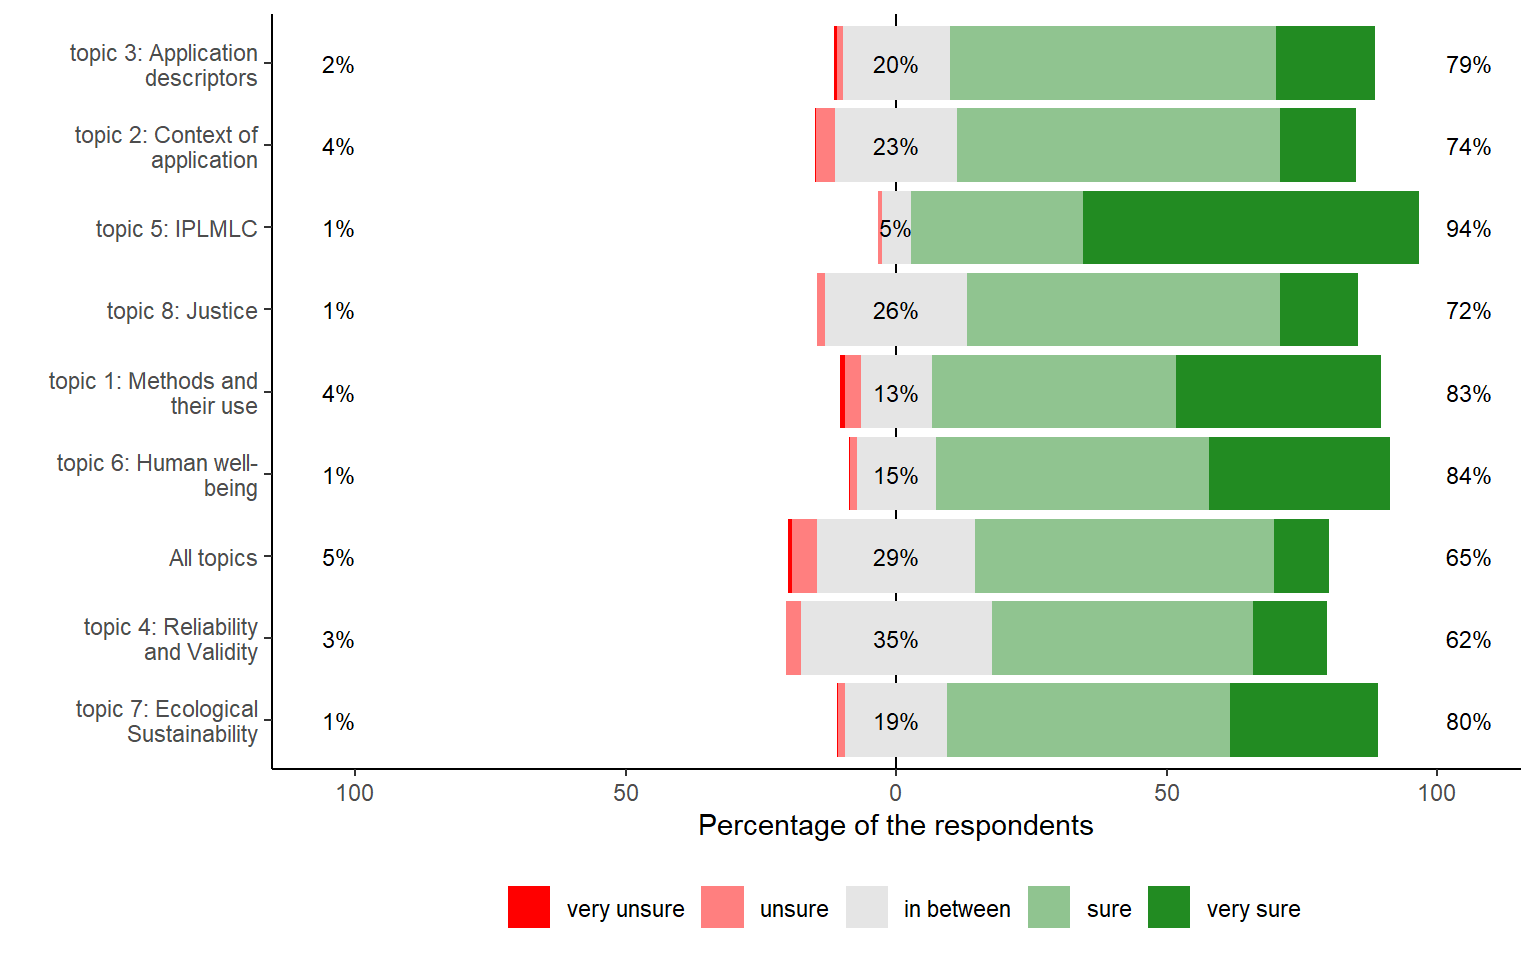 topic 3: Application
descriptors
2%
20%
79%
topic 2: Context of
application
4%
23%
74%
topic 5: IPLMLC
1%
5%
94%
topic 8: Justice
1%
26%
72%
topic 1: Methods and
their use
4%
13%
83%
topic 6: Human well-
being
1%
15%
84%
All topics
5%
29%
65%
topic 4: Reliability
and Validity
3%
35%
62%
topic 7: Ecological
Sustainability
1%
19%
80%
100 50 0 50 100
Percentage of the respondents
very unsure unsure in between sure very sure